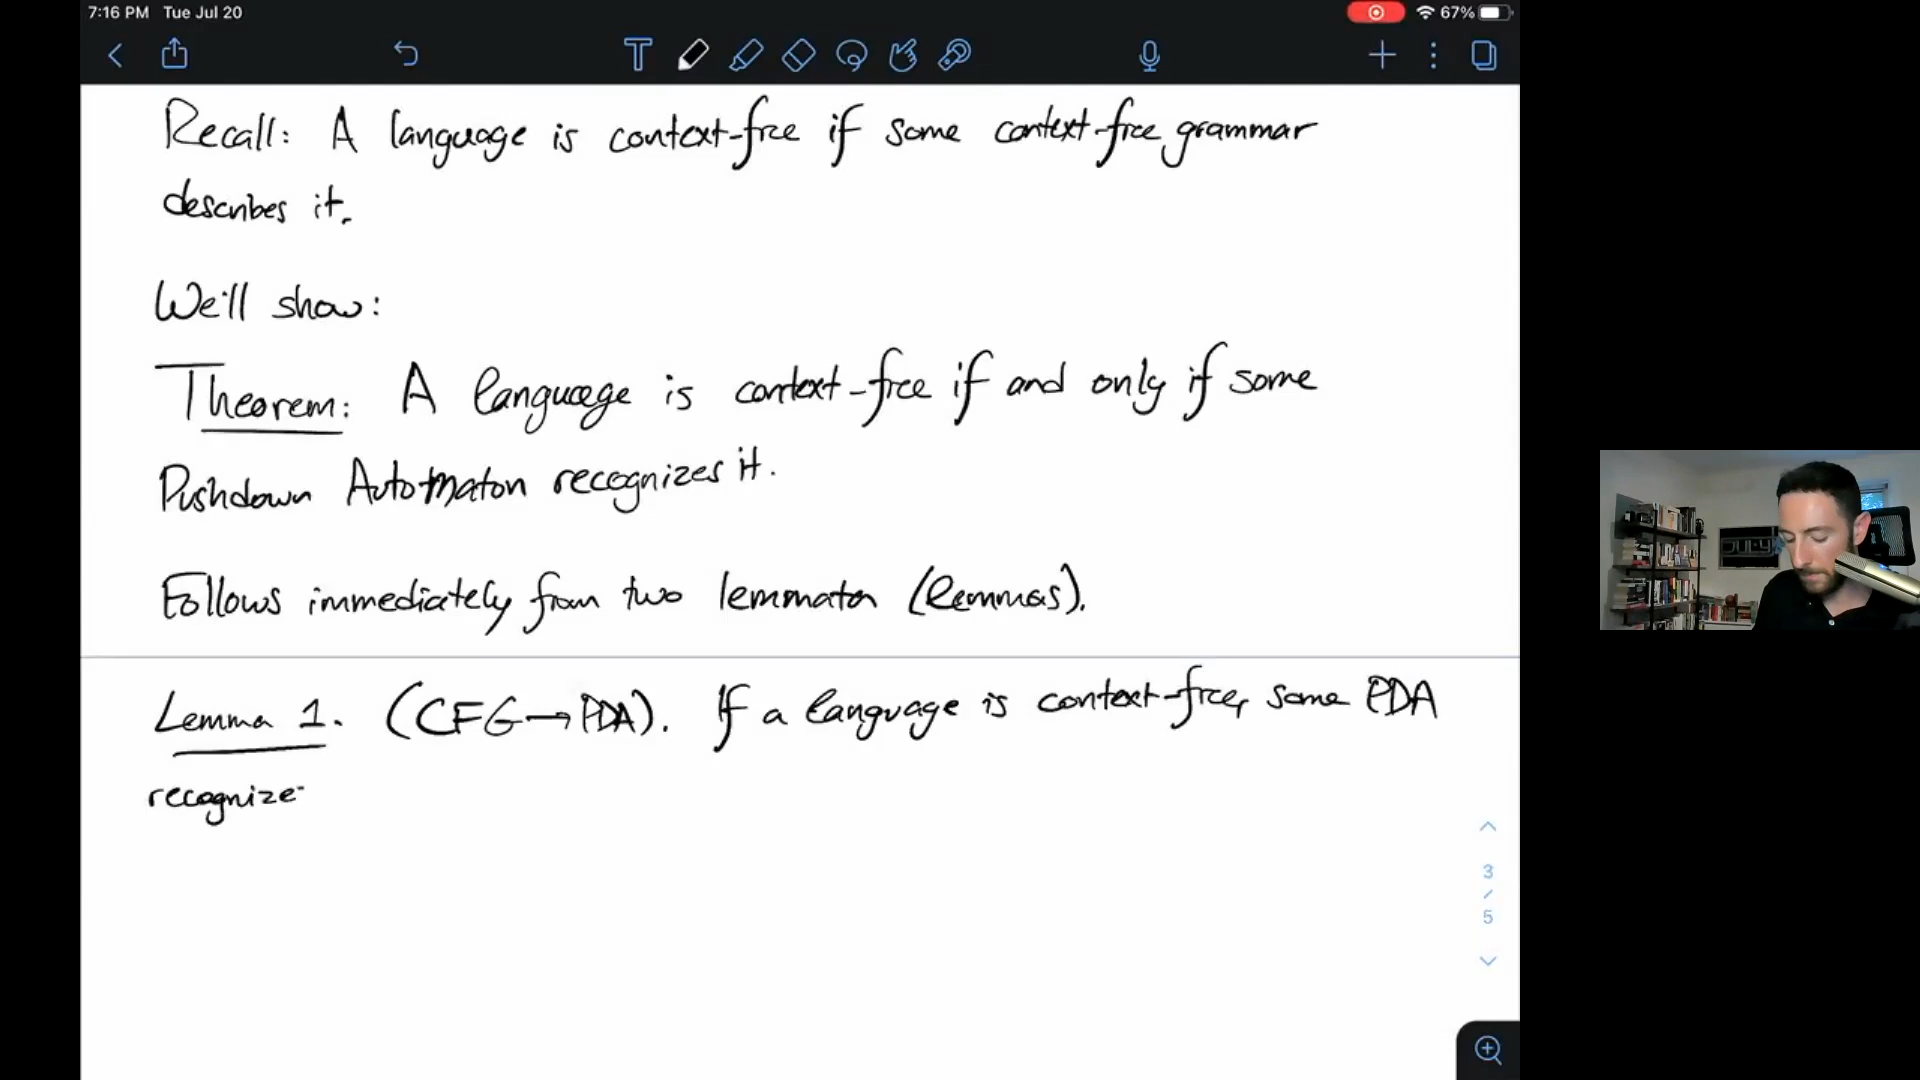 7:16 PM Tue Jul 20
67%
Recall: A language is context-free if some context-free grammar
describes it.
We'll show:
Theorem: A language is context-free if and only if some
Pushdown Automaton recognizes it.
Follows immediately from two lemmata (lemmas).
Lemma 1. (CFG→PDA). If a language is context-free, some PDA
recognize
3
/
5